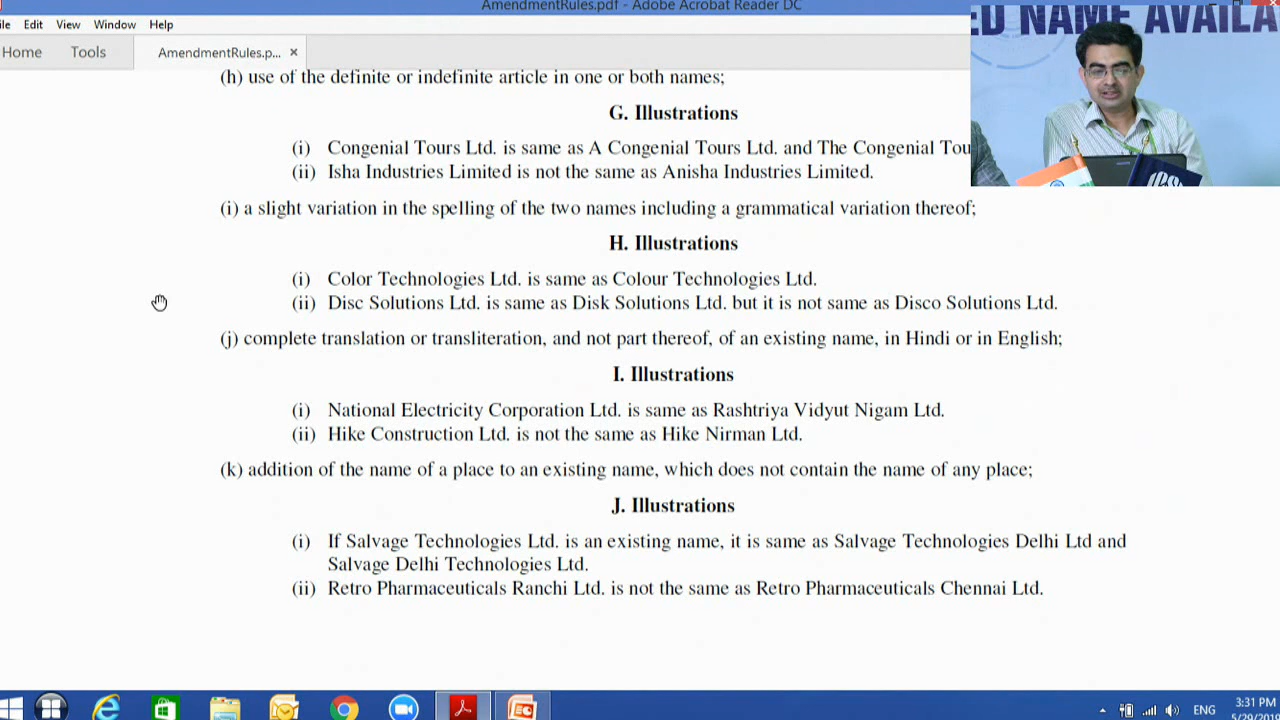 AmendmentRules.pdf - Adobe Acrobat Reader DC
ile Edit View Window Help
Home Tools AmendmentRules.p... ×
ED NAME AVAILA
(h) use of the definite or indefinite article in one or both names;
G. Illustrations
(i) Congenial Tours Ltd. is same as A Congenial Tours Ltd. and The Congenial Tou
(ii) Isha Industries Limited is not the same as Anisha Industries Limited.
(i) a slight variation in the spelling of the two names including a grammatical variation thereof;
H. Illustrations
(i) Color Technologies Ltd. is same as Colour Technologies Ltd.
(ii) Disc Solutions Ltd. is same as Disk Solutions Ltd. but it is not same as Disco Solutions Ltd.
(j) complete translation or transliteration, and not part thereof, of an existing name, in Hindi or in English;
I. Illustrations
(i) National Electricity Corporation Ltd. is same as Rashtriya Vidyut Nigam Ltd.
(ii) Hike Construction Ltd. is not the same as Hike Nirman Ltd.
(k) addition of the name of a place to an existing name, which does not contain the name of any place;
J. Illustrations
(i) If Salvage Technologies Ltd. is an existing name, it is same as Salvage Technologies Delhi Ltd and
Salvage Delhi Technologies Ltd.
(ii) Retro Pharmaceuticals Ranchi Ltd. is not the same as Retro Pharmaceuticals Chennai Ltd.
ENG 3:31 PM